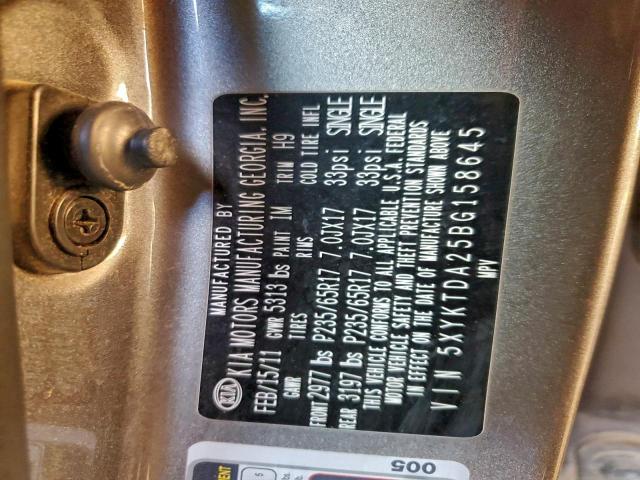 MANUFACTURED BY
KIA KIA MOTORS MANUFACTURING GEORGIA, INC.
FEB/15/11 GVWR 5313 lbs PAINT 1M TRIM H9
GAWR TIRES RIMS COLD TIRE INFL
FRONT 2977 lbs P235/65R17 7.0JX17 33psi SINGLE
REAR 3197 lbs P235/65R17 7.0JX17 33psi SINGLE
THIS VEHICLE CONFORMS TO ALL APPLICABLE U.S.A. FEDERAL
MOTOR VEHICLE SAFETY AND THEFT PREVENTION STANDARDS
IN EFFECT ON THE DATE OF MANUFACTURE SHOWN ABOVE
VIN 5XYKTDA25BG158645
MPV
005